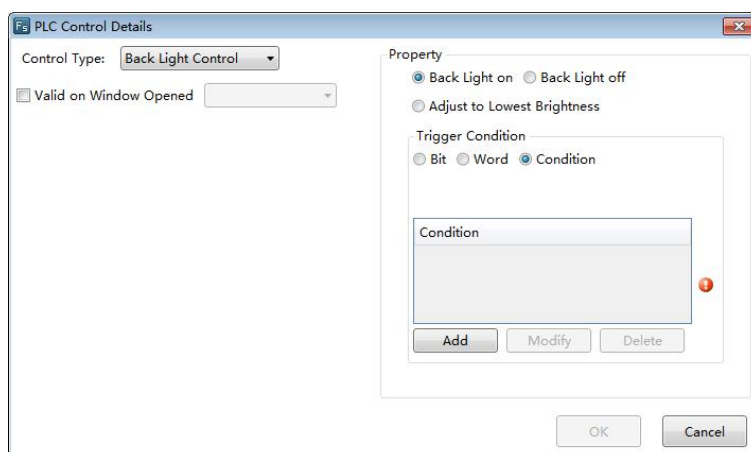 Fs PLC Control Details
Control Type: Back Light Control
Valid on Window Opened
Property
Back Light on Back Light off
Adjust to Lowest Brightness
Trigger Condition
Bit Word Condition
Condition
Add Modify Delete
OK Cancel